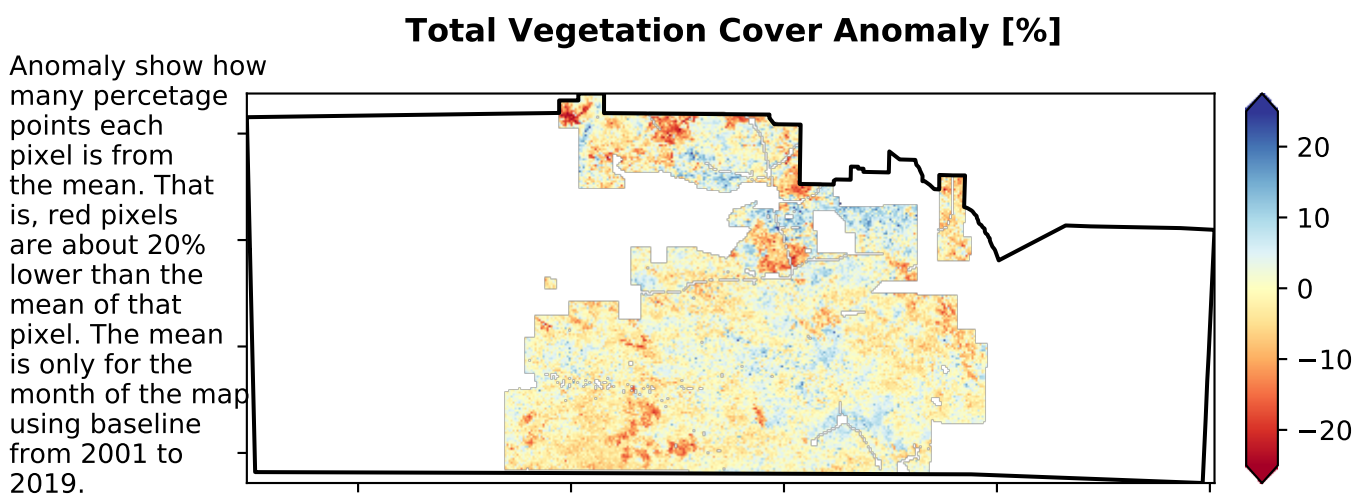 Total Vegetation Cover Anomaly [%]
Anomaly show how
many percetage
points each
pixel is from
the mean. That
is, red pixels
are about 20%
lower than the
mean of that
pixel. The mean
is only for the
month of the map
using baseline
from 2001 to
2019.
20
10
0
−10
−20